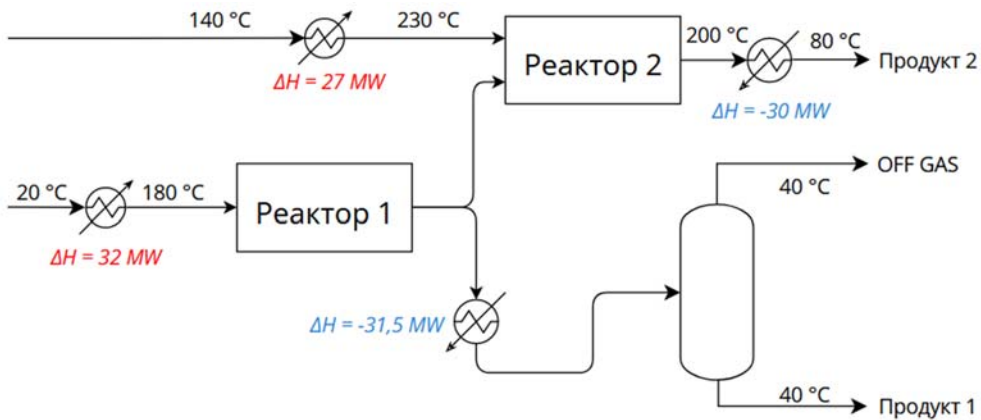 140 °C
230 °C
200 °C
80 °C
Реактор 2
Продукт 2
ΔH = 27 MW
ΔH = -30 MW
OFF GAS
20 °C
180 °C
40 °C
Реактор 1
ΔH = 32 MW
ΔH = -31,5 MW
40 °C
Продукт 1